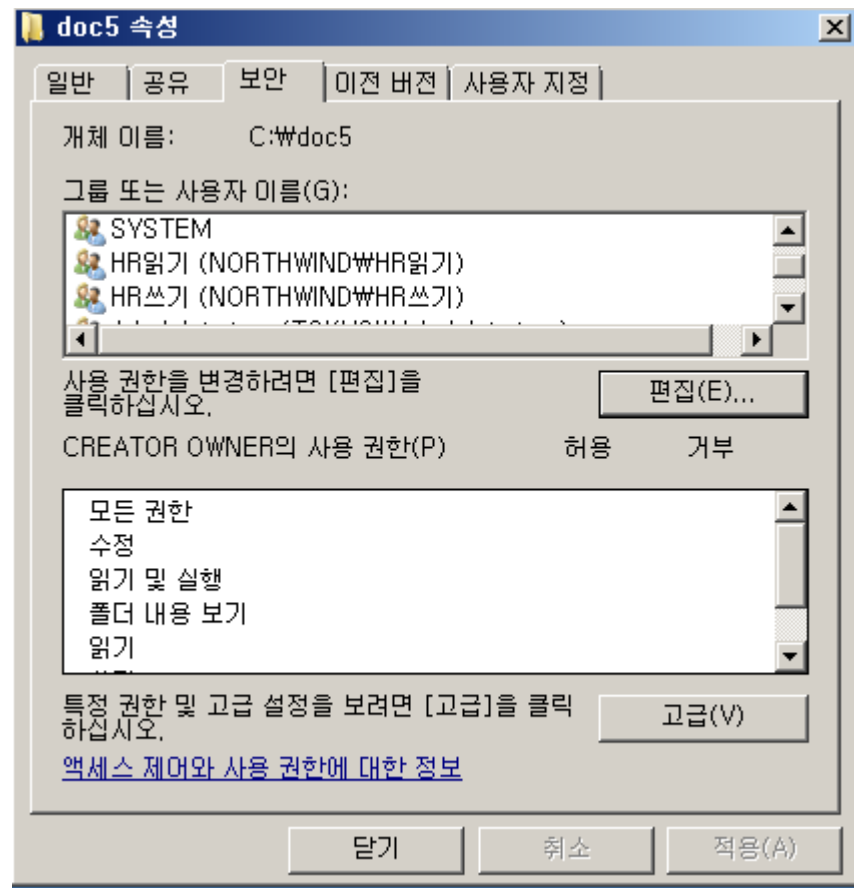 doc5 속성
일반 공유 보안 이전 버전 사용자 지정
개체 이름: C:₩doc5
그룹 또는 사용자 이름(G):
SYSTEM
HR읽기 (NORTHWIND₩HR읽기)
HR쓰기 (NORTHWIND₩HR쓰기)
사용 권한을 변경하려면 [편집]을
클릭하십시오.
편집(E)...
CREATOR OWNER의 사용 권한(P) 허용 거부
모든 권한
수정
읽기 및 실행
폴더 내용 보기
읽기
특정 권한 및 고급 설정을 보려면 [고급]을 클릭
하십시오.
고급(V)
액세스 제어와 사용 권한에 대한 정보
닫기 취소 적용(A)